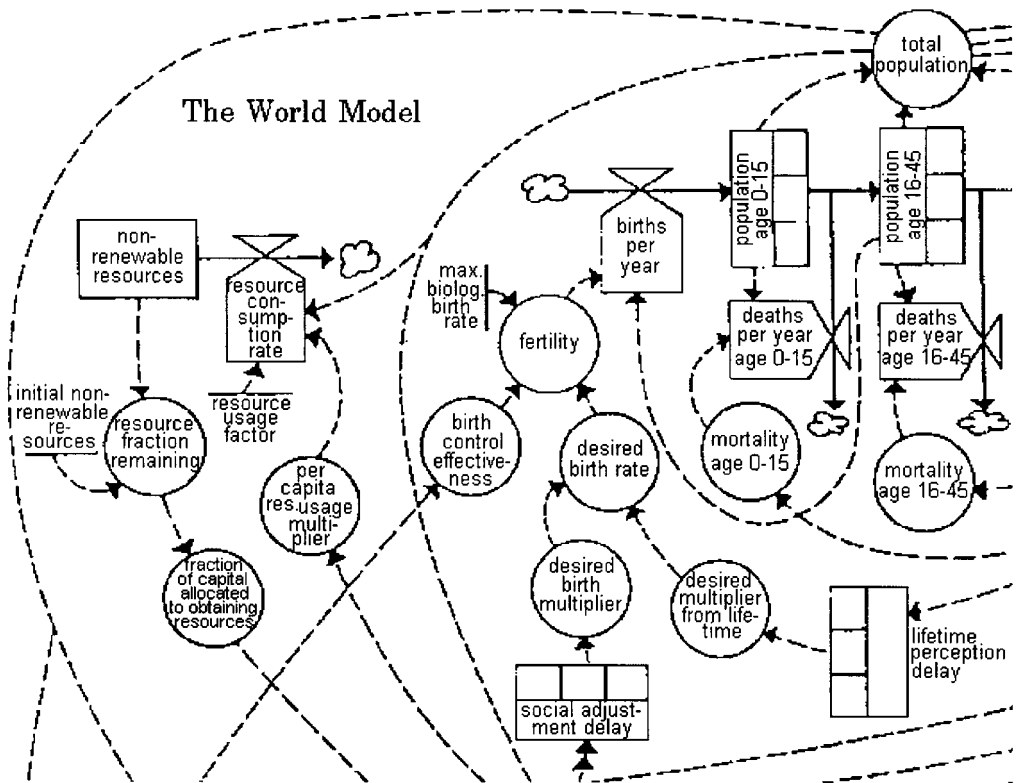 total
population
The World Model
population
age 0-15
population
age 16-45
births
per
year
non-
renewable
resources
resource
con-
sump-
tion
rate
max.
biolog.
birth
rate
fertility
deaths
per year
age 0-15
deaths
per year
age 16-45
initial non-
renewable
re-
sources
resource
fraction
remaining
resource
usage
factor
birth
control
effective-
ness
desired
birth rate
mortality
age 0-15
mortality
age 16-45
per
capita
res. usage
multi-
plier
fraction
of capital
allocated
to obtaining
resources
desired
birth
multiplier
desired
multiplier
from life-
time
lifetime
perception
delay
social adjust-
ment delay